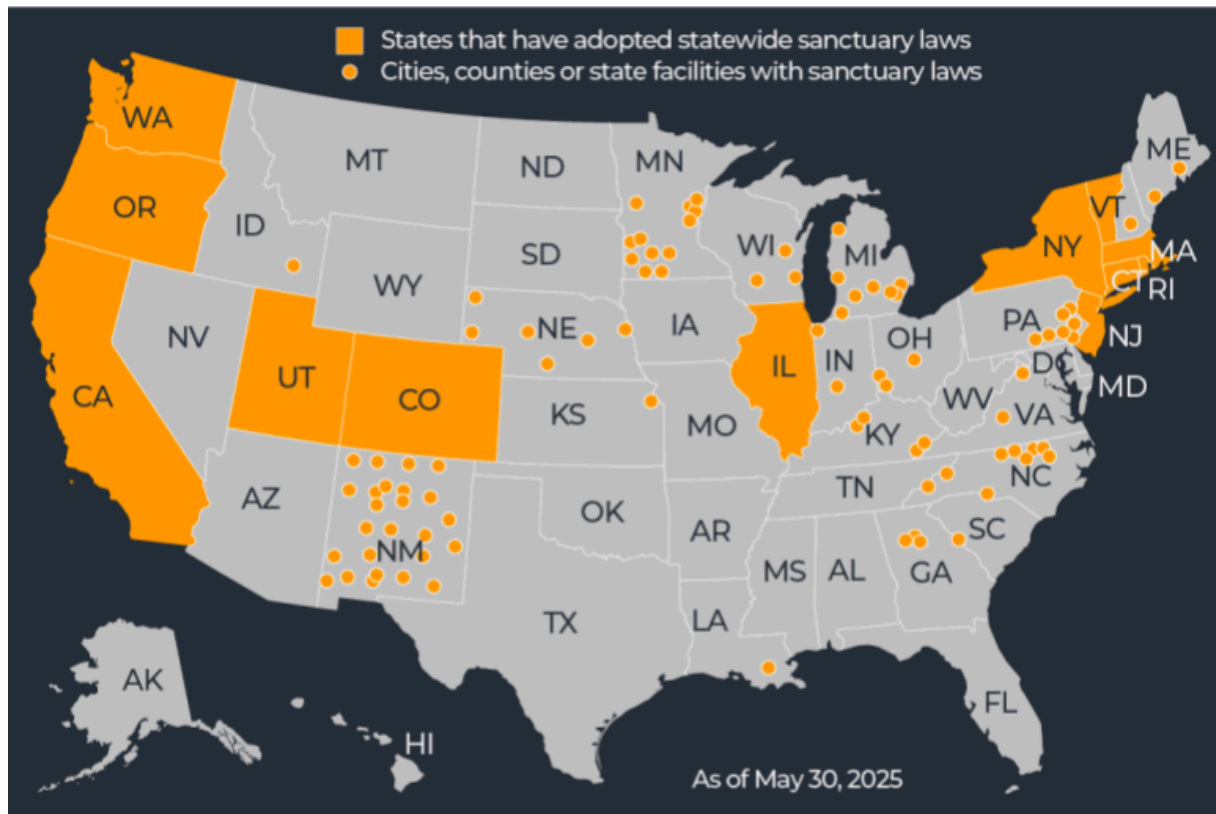 States that have adopted statewide sanctuary laws
Cities, counties or state facilities with sanctuary laws
WA
MT
ND
MN
ME
OR
ID
SD
WI
MI
VT
NY
MA
WY
CT
RI
NV
NE
IA
PA
NJ
UT
CO
IL
IN
OH
DC
MD
CA
KS
MO
WV
VA
KY
AZ
NM
OK
AR
TN
NC
SC
TX
LA
MS
AL
GA
AK
HI
FL
As of May 30, 2025